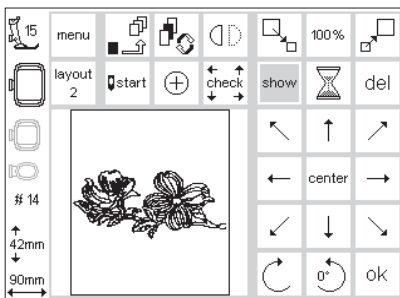 15
menu
100%
layout
2
start
check
show
del
# 14
42mm
90mm
center
0°
ok